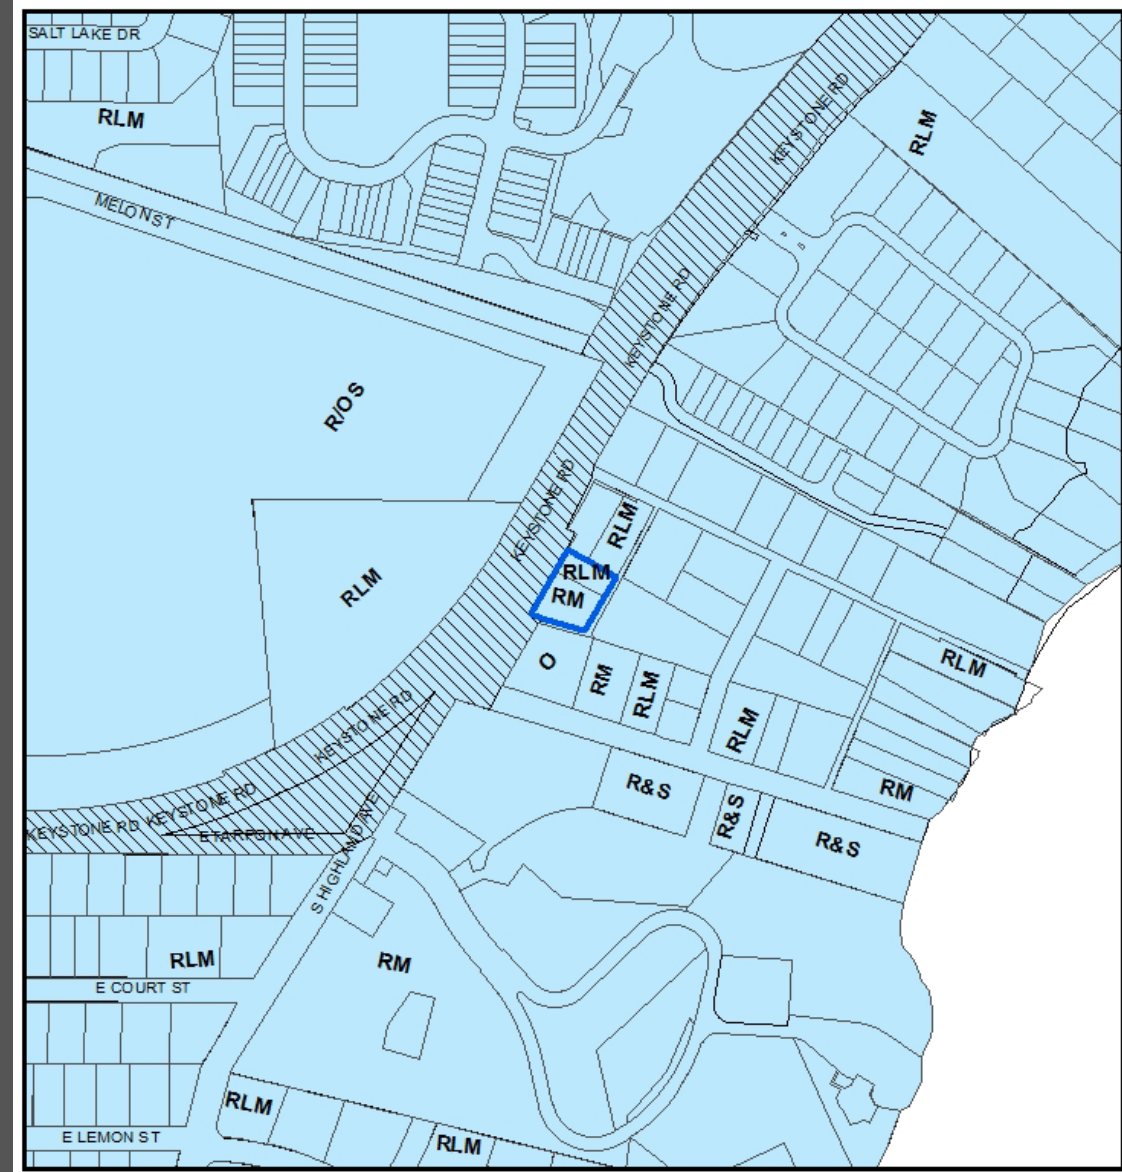 SALT LAKE DR
RLM
KEYSTONE RD
RLM
MELON ST
KEYSTONE RD
R/OS
KEYSTONE RD
RLM
RLM
RLM
RM
O
RM
RLM
RLM
RLM
KEYSTONE RD
R&S
RM
R&S
R&S
KEYSTONE RD
KEYSTONE RD
E TARPON AVE
S HIGHLAND AVE
RLM
RM
E COURT ST
RLM
E LEMON ST
RLM